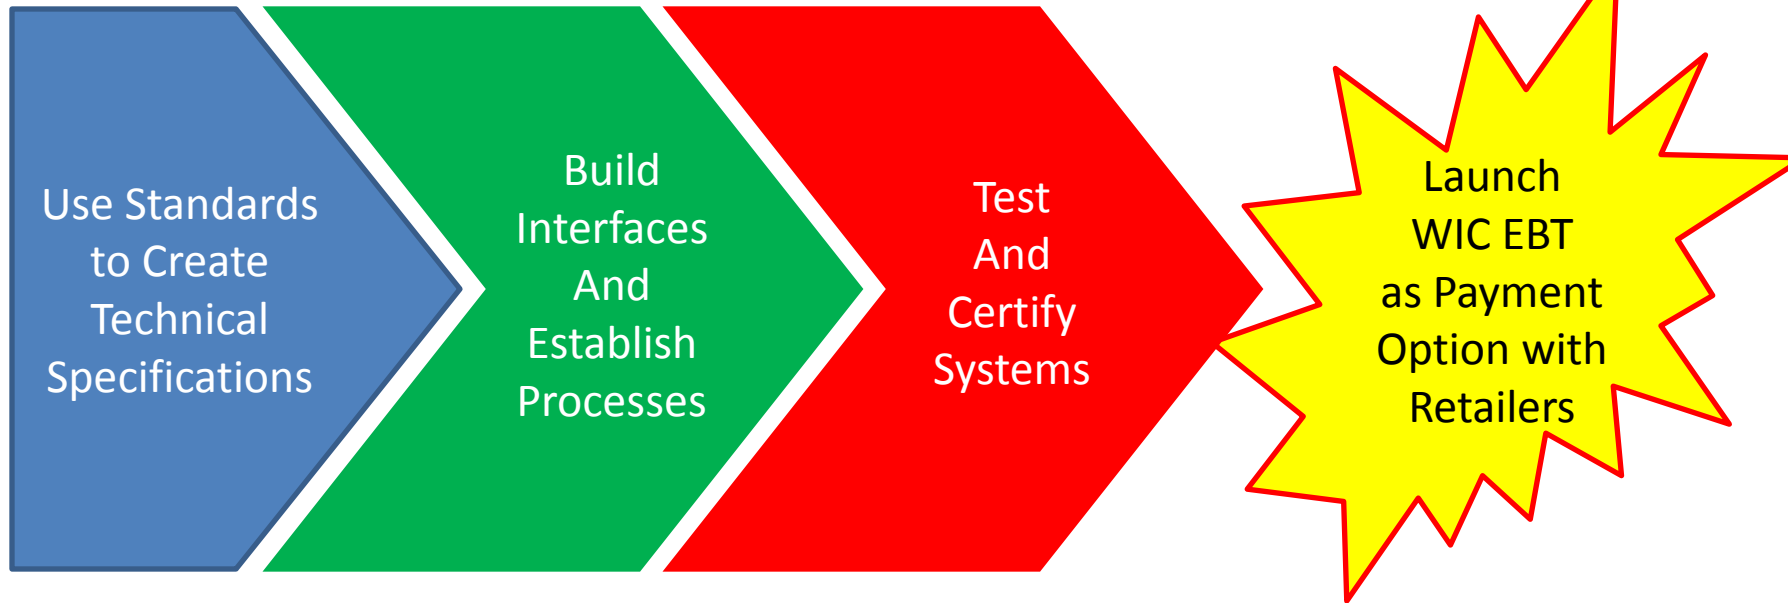 Use Standards
to Create
Technical
Specifications
Build
Interfaces
And
Establish
Processes
Test
And
Certify
Systems
Launch
WIC EBT
as Payment
Option with
Retailers